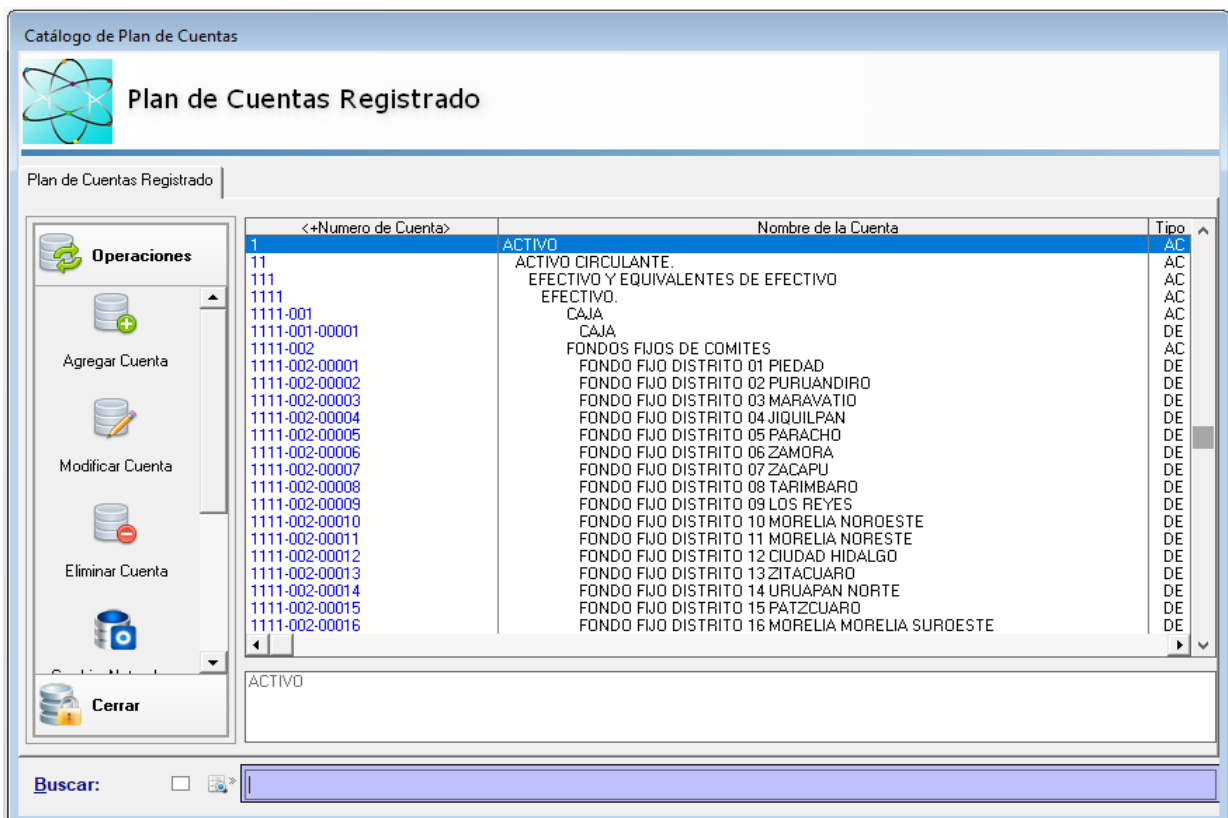 Catálogo de Plan de Cuentas
Plan de Cuentas Registrado
Plan de Cuentas Registrado
Operaciones
Agregar Cuenta
Modificar Cuenta
Eliminar Cuenta
Cerrar
<+Numero de Cuenta> Nombre de la Cuenta Tipo
1 ACTIVO AC
11 ACTIVO CIRCULANTE. AC
111 EFECTIVO Y EQUIVALENTES DE EFECTIVO AC
1111 EFECTIVO. AC
1111-001 CAJA AC
1111-001-00001 CAJA DE
1111-002 FONDOS FIJOS DE COMITES AC
1111-002-00001 FONDO FIJO DISTRITO 01 PIEDAD DE
1111-002-00002 FONDO FIJO DISTRITO 02 PURUANDIRO DE
1111-002-00003 FONDO FIJO DISTRITO 03 MARAVATIO DE
1111-002-00004 FONDO FIJO DISTRITO 04 JIQUILPAN DE
1111-002-00005 FONDO FIJO DISTRITO 05 PARACHO DE
1111-002-00006 FONDO FIJO DISTRITO 06 ZAMORA DE
1111-002-00007 FONDO FIJO DISTRITO 07 ZACAPU DE
1111-002-00008 FONDO FIJO DISTRITO 08 TARIMBARO DE
1111-002-00009 FONDO FIJO DISTRITO 09 LOS REYES DE
1111-002-00010 FONDO FIJO DISTRITO 10 MORELIA NOROESTE DE
1111-002-00011 FONDO FIJO DISTRITO 11 MORELIA NORESTE DE
1111-002-00012 FONDO FIJO DISTRITO 12 CIUDAD HIDALGO DE
1111-002-00013 FONDO FIJO DISTRITO 13 ZITACUARO DE
1111-002-00014 FONDO FIJO DISTRITO 14 URUAPAN NORTE DE
1111-002-00015 FONDO FIJO DISTRITO 15 PATZCUARO DE
1111-002-00016 FONDO FIJO DISTRITO 16 MORELIA MORELIA SUROESTE DE
ACTIVO
Buscar: